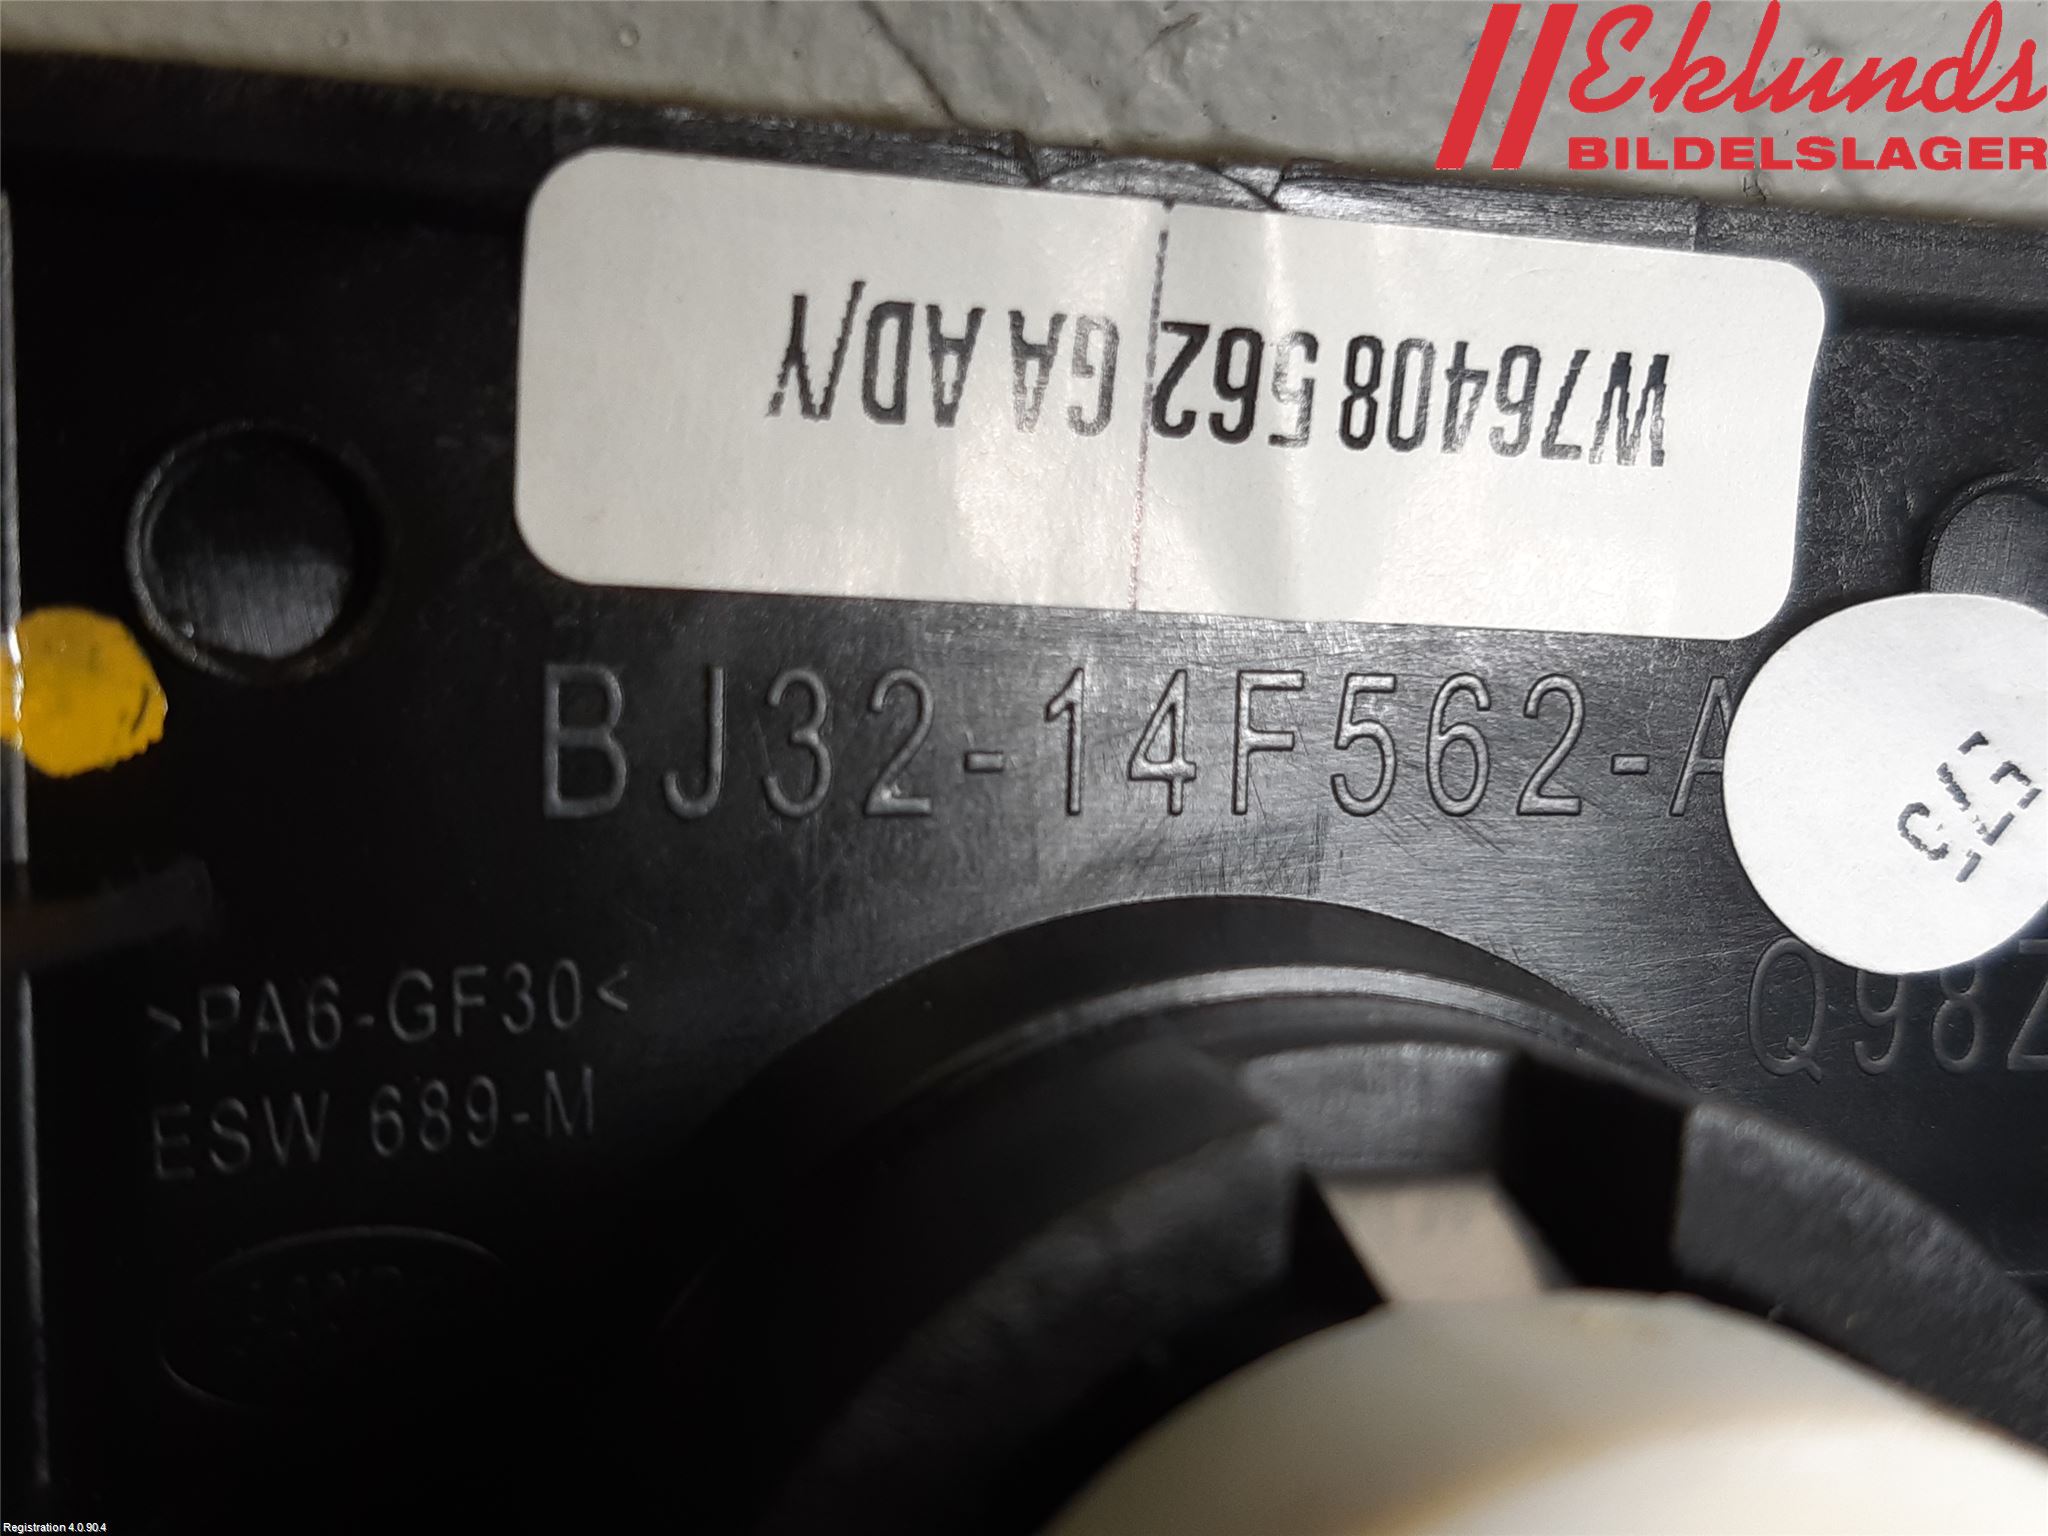 Eklunds
BILDELSLAGER
W76408 562 GA AD/Y
BJ32-14F562-A
>PA6-GF30<
ESW 689-M
Q98Z
Registration 4.0.90.4